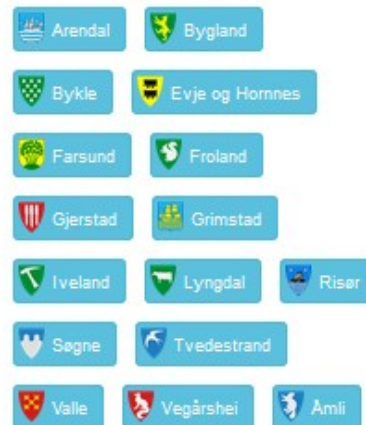 Arendal Bygland
Bykle Evje og Hornnes
Farsund Froland
Gjerstad Grimstad
Iveland Lyngdal Risør
Søgne Tvedestrand
Valle Vegårshei Åmli